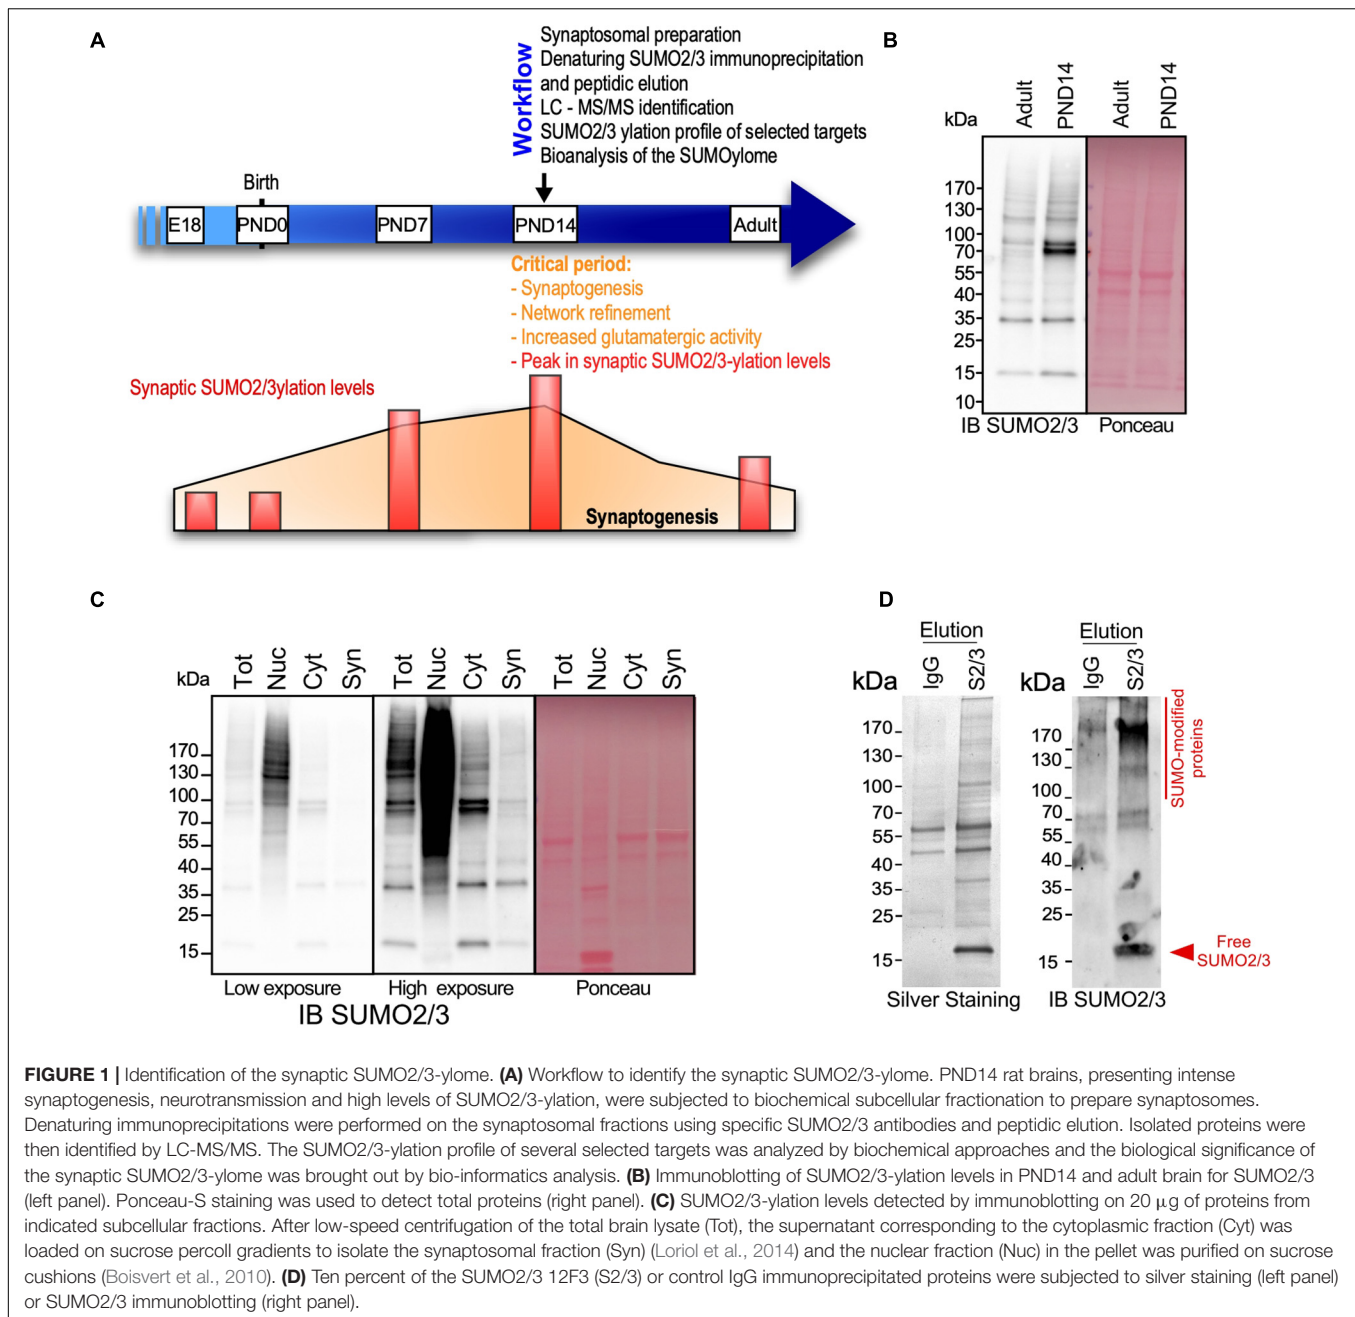 A
Workflow
Synaptosomal preparation
Denaturing SUMO2/3 immunoprecipitation
and peptidic elution
LC - MS/MS identification
SUMO2/3 ylation profile of selected targets
Bioanalysis of the SUMOylome
Birth
E18
PND0
PND7
PND14
Adult
Critical period:
- Synaptogenesis
- Network refinement
- Increased glutamatergic activity
- Peak in synaptic SUMO2/3-ylation levels
Synaptic SUMO2/3ylation levels
Synaptogenesis
B
kDa
Adult
PND14
Adult
PND14
170
130
100
70
55
40
35
25
15
10
IB SUMO2/3
Ponceau
C
kDa
Tot
Nuc
Cyt
Syn
Tot
Nuc
Cyt
Syn
Tot
Nuc
Cyt
Syn
170
130
100
70
55
40
35
25
15
Low exposure
High exposure
Ponceau
IB SUMO2/3
D
Elution
IgG
S2/3
kDa
170
130
100
70
55
40
35
25
15
Silver Staining
Elution
IgG
S2/3
kDa
170
130
100
70
55
40
35
25
15
IB SUMO2/3
SUMO-modified
proteins
Free
SUMO2/3
FIGURE 1 | Identification of the synaptic SUMO2/3-ylome. (A) Workflow to identify the synaptic SUMO2/3-ylome. PND14 rat brains, presenting intense
synaptogenesis, neurotransmission and high levels of SUMO2/3-ylation, were subjected to biochemical subcellular fractionation to prepare synaptosomes.
Denaturing immunoprecipitations were performed on the synaptosomal fractions using specific SUMO2/3 antibodies and peptidic elution. Isolated proteins were
then identified by LC-MS/MS. The SUMO2/3-ylation profile of several selected targets was analyzed by biochemical approaches and the biological significance of
the synaptic SUMO2/3-ylome was brought out by bio-informatics analysis. (B) Immunoblotting of SUMO2/3-ylation levels in PND14 and adult brain for SUMO2/3
(left panel). Ponceau-S staining was used to detect total proteins (right panel). (C) SUMO2/3-ylation levels detected by immunoblotting on 20 μg of proteins from
indicated subcellular fractions. After low-speed centrifugation of the total brain lysate (Tot), the supernatant corresponding to the cytoplasmic fraction (Cyt) was
loaded on sucrose percoll gradients to isolate the synaptosomal fraction (Syn) (Loriol et al., 2014) and the nuclear fraction (Nuc) in the pellet was purified on sucrose
cushions (Boisvert et al., 2010). (D) Ten percent of the SUMO2/3 12F3 (S2/3) or control IgG immunoprecipitated proteins were subjected to silver staining (left panel)
or SUMO2/3 immunoblotting (right panel).